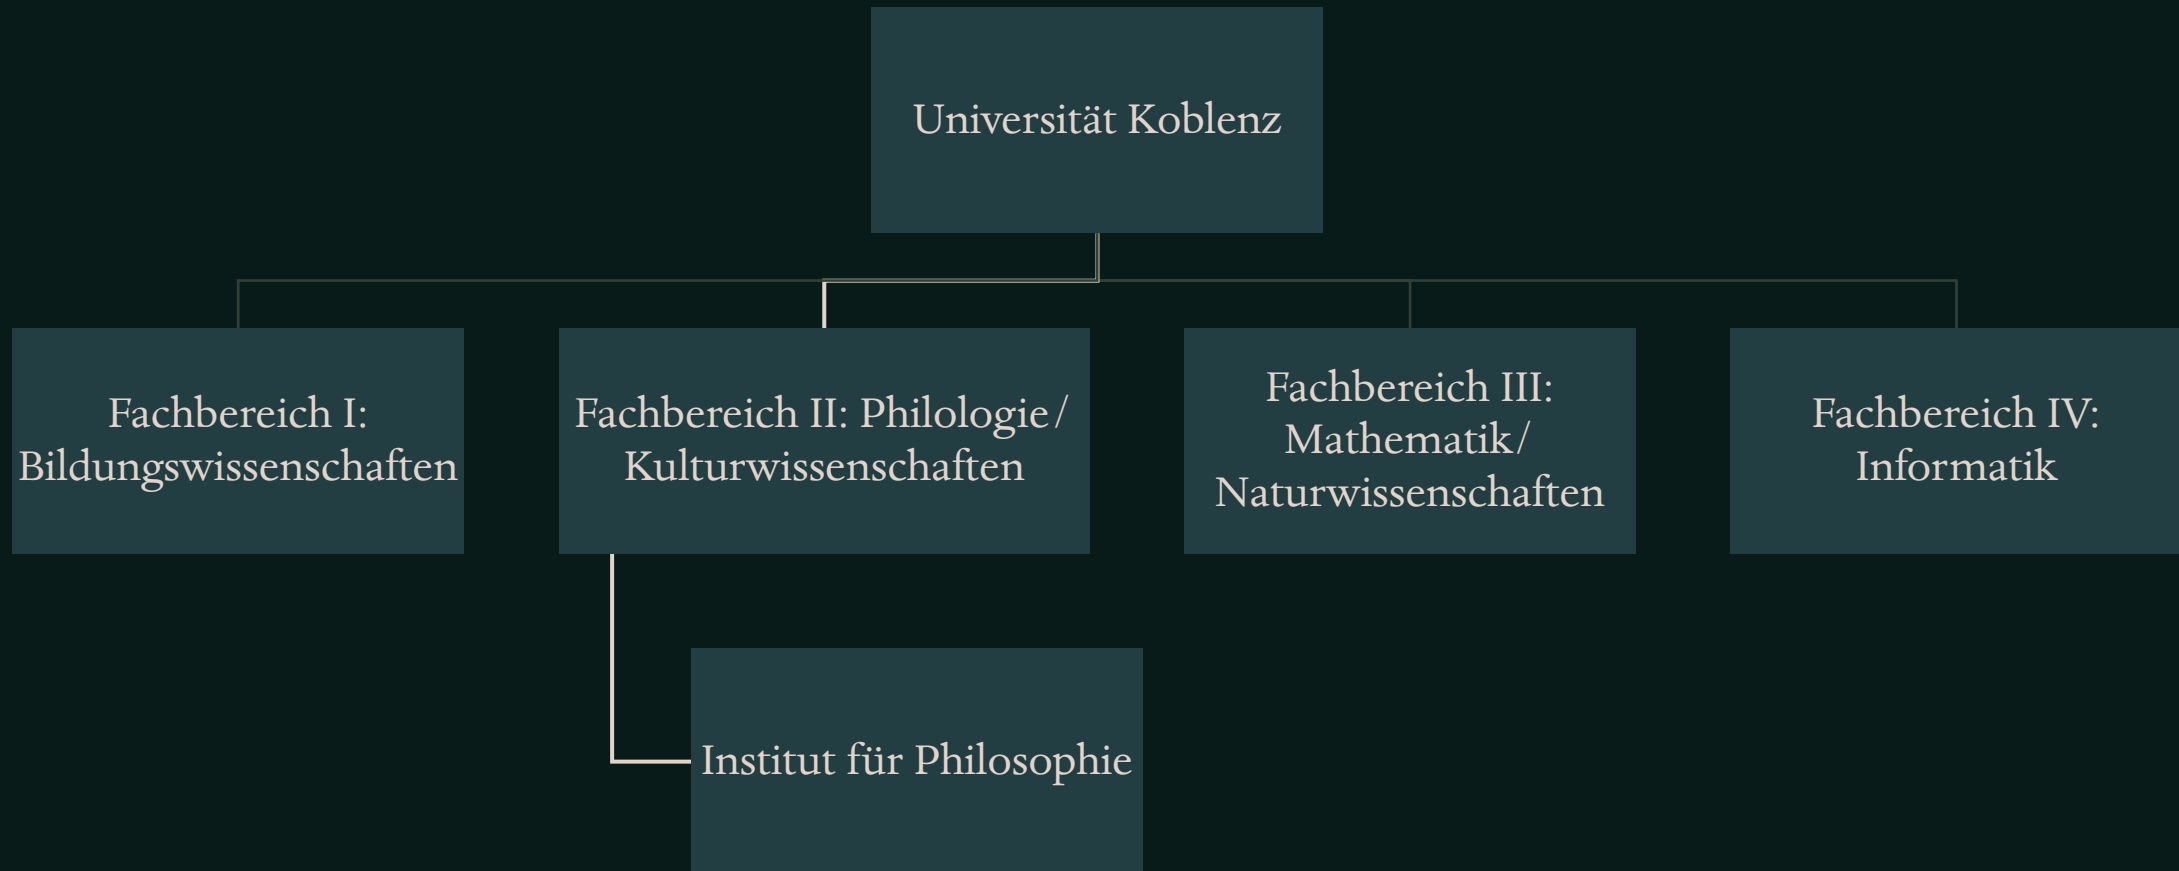 Universität Koblenz
Fachbereich I:
Bildungswissenschaften
Fachbereich II: Philologie/
Kulturwissenschaften
Fachbereich III:
Mathematik/
Naturwissenschaften
Fachbereich IV:
Informatik
Institut für Philosophie